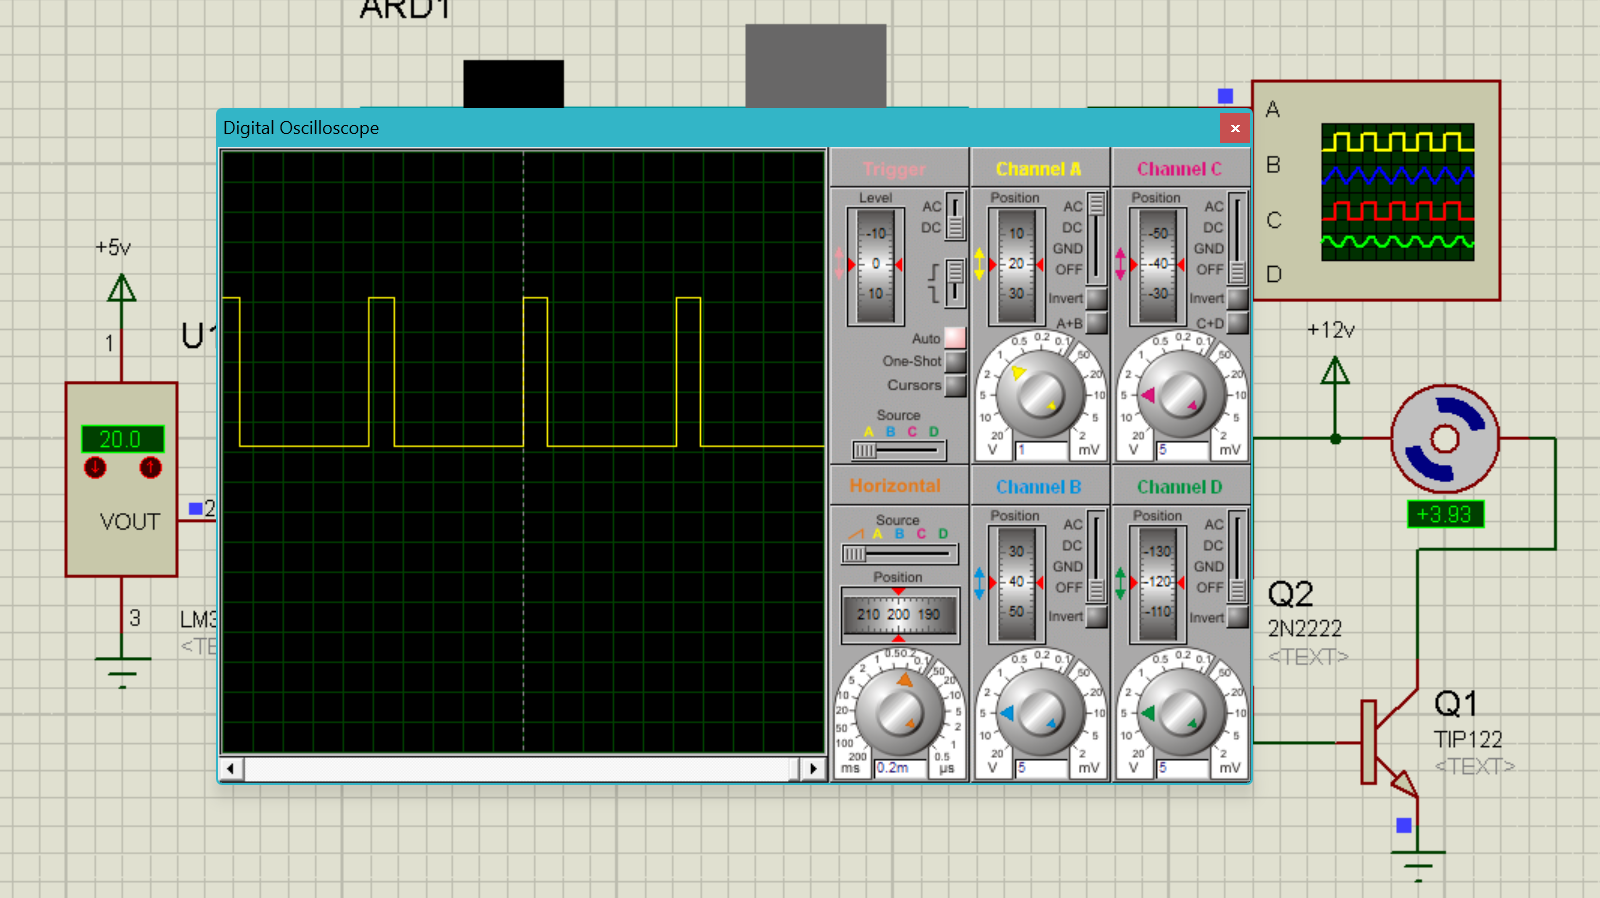 ARD1
Digital Oscilloscope
x
Trigger
Level
AC
DC
-10
0
10
Auto
One-Shot
Cursors
Source
A B C D
Channel A
Position
AC
DC
GND
OFF
10
20
30
Invert
A+B
0.5 0.2 0.1
1 50
2 20
5 10
10 5
20 2
V 1 mV
Channel C
Position
AC
DC
GND
OFF
-50
-40
-30
Invert
C+D
0.5 0.2 0.1
1 50
2 20
5 10
10 5
20 2
V 5 mV
Horizontal
Source
A B C D
Position
210 200 190
1 0.5 0.2 0.1
2 50
5 20
10 10
20 5
50 2
100 1
200 0.5
ms 0.2m µs
Channel B
Position
AC
DC
GND
OFF
30
40
50
Invert
0.5 0.2 0.1
1 50
2 20
5 10
10 5
20 2
V 5 mV
Channel D
Position
AC
DC
GND
OFF
-130
-120
-110
Invert
0.5 0.2 0.1
1 50
2 20
5 10
10 5
20 2
V 5 mV
A
B
C
D
+5v
1
U1
20.0
VOUT
2
3
LM3
<TE
+12v
+3.93
Q2
2N2222
<TEXT>
Q1
TIP122
<TEXT>